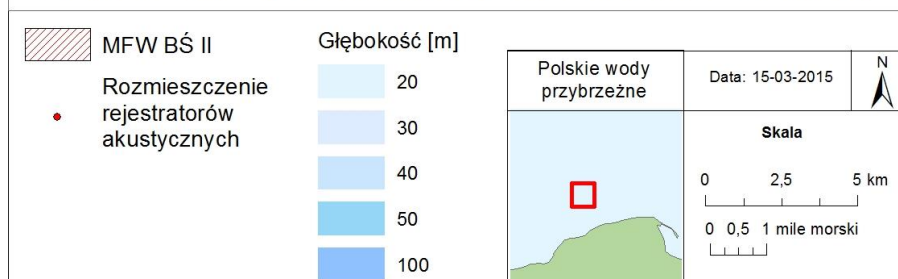 MFW BŚ II
Rozmieszczenie
rejestratorów
akustycznych
Głębokość [m]
20
30
40
50
100
Polskie wody
przybrzeżne
Data: 15-03-2015
N
Skala
0 2,5 5 km
0 0,5 1 mile morski